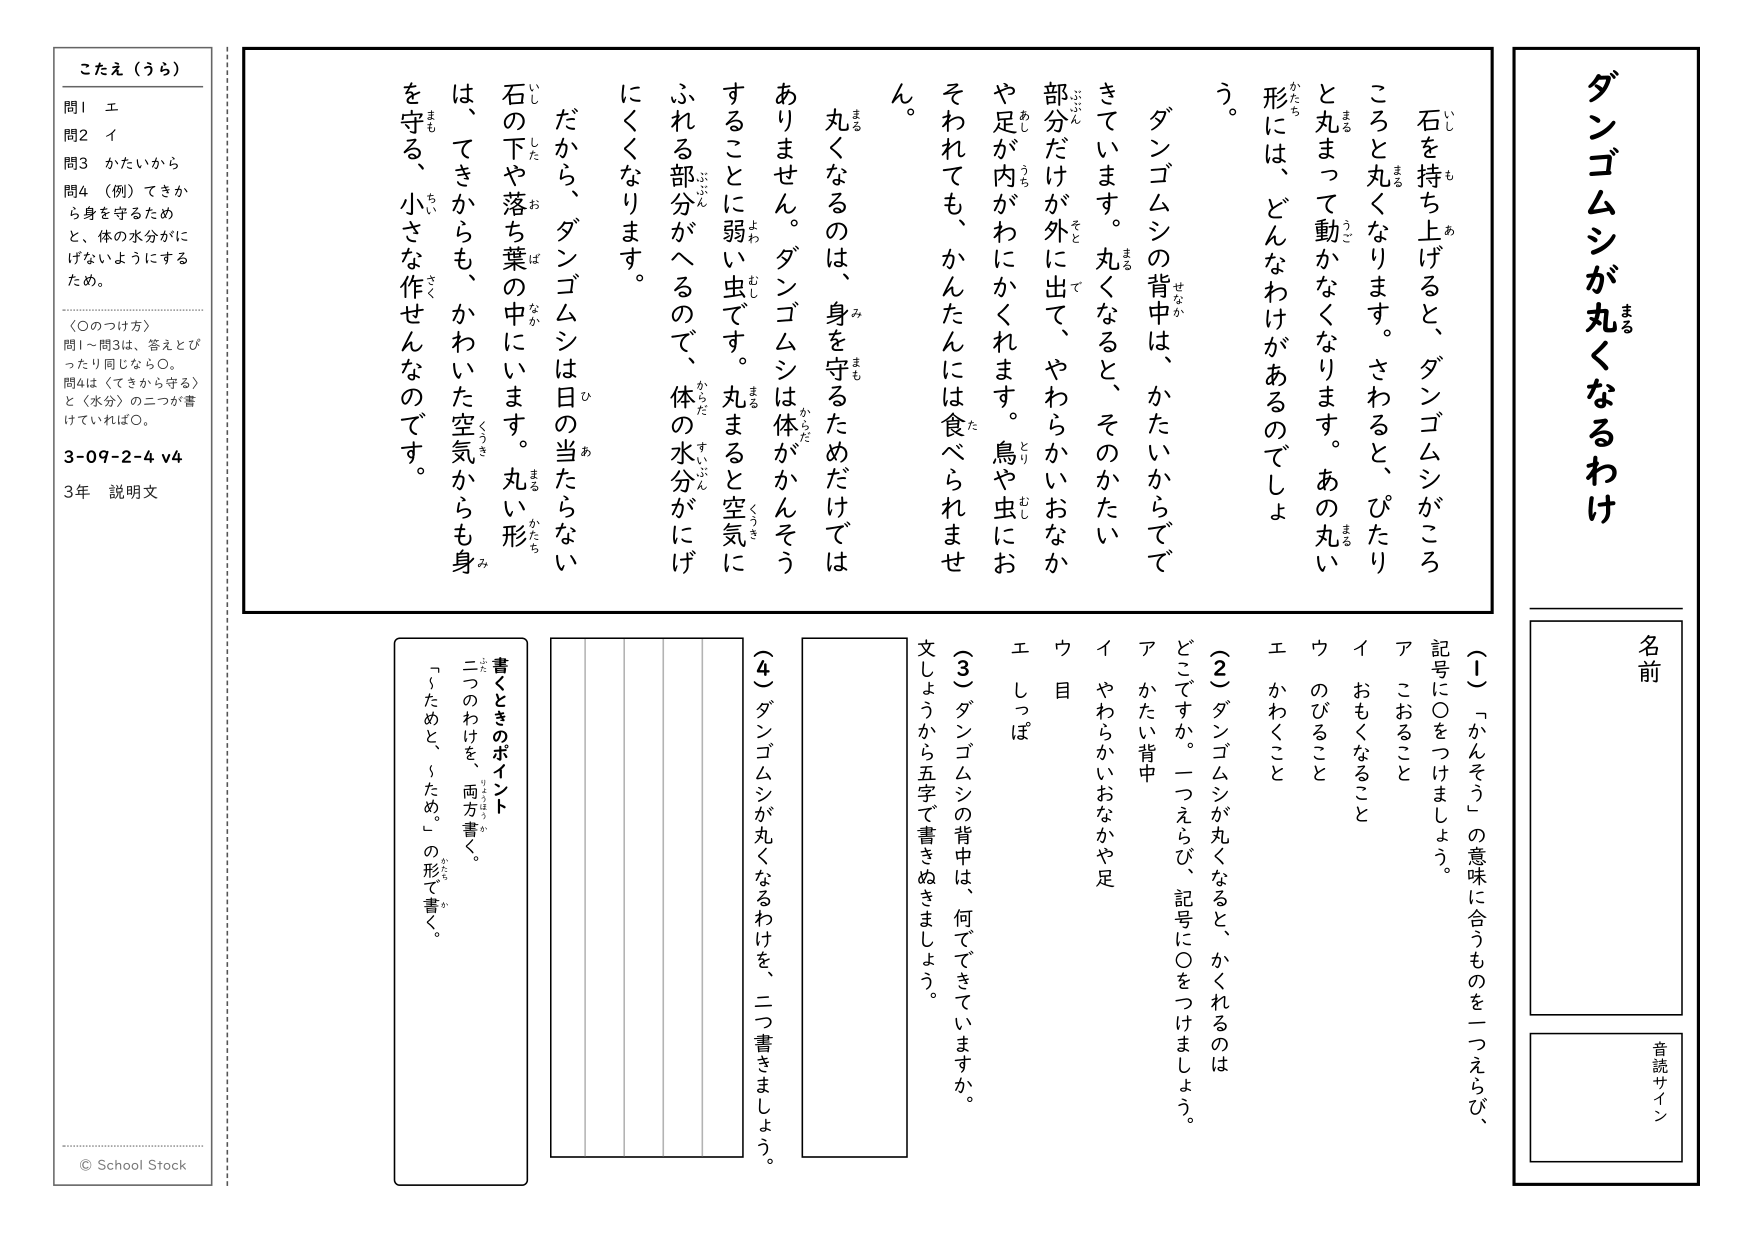 ダンゴムシが丸くなるわけ
まる
名前
音読サイン
石を持ち上げると、ダンゴムシがころ
ころと丸くなります。さわると、ぴたり
と丸まって動かなくなります。あの丸い
形には、どんなわけがあるのでしょ
う。
ダンゴムシの背中は、かたいからでで
きています。丸くなると、そのかたい
部分だけが外に出て、やわらかいおなか
や足が内がわにかくれます。鳥や虫にお
そわれても、かんたんには食べられませ
ん。
丸くなるのは、身を守るためだけでは
ありません。ダンゴムシは体がかんそう
することに弱い虫です。丸まると空気に
ふれる部分がへるので、体の水分がにげ
にくくなります。
だから、ダンゴムシは日の当たらない
石の下や落ち葉の中にいます。丸い形
は、てきからも、かわいた空気からも身
を守る、小さな作せんなのです。
(1)「かんそう」の意味に合うものを一つえらび、
記号に〇をつけましょう。
ア こおること
イ おもくなること
ウ のびること
エ かわくこと
(2)ダンゴムシが丸くなると、かくれるのは
どこですか。一つえらび、記号に〇をつけましょう。
ア かたい背中
イ やわらかいおなかや足
ウ 目
エ しっぽ
(3)ダンゴムシの背中は、何でできていますか。
文しょうから五字で書きぬきましょう。
(4)ダンゴムシが丸くなるわけを、二つ書きましょう。
書くときのポイント
二つのわけを、両方書く。
「〜ためと、〜ため。」の形で書く。
こたえ（うら）
問1 エ
問2 イ
問3 かたいから
問4 （例）てきか
ら身を守るため
と、体の水分がに
げないようにする
ため。
〈〇のつけ方〉
問1〜問3は、答えとぴ
ったり同じなら〇。
問4は〈てきから守る〉
と〈水分〉の二つが書
けていれば〇。
3-09-2-4 v4
3年 説明文
© School Stock